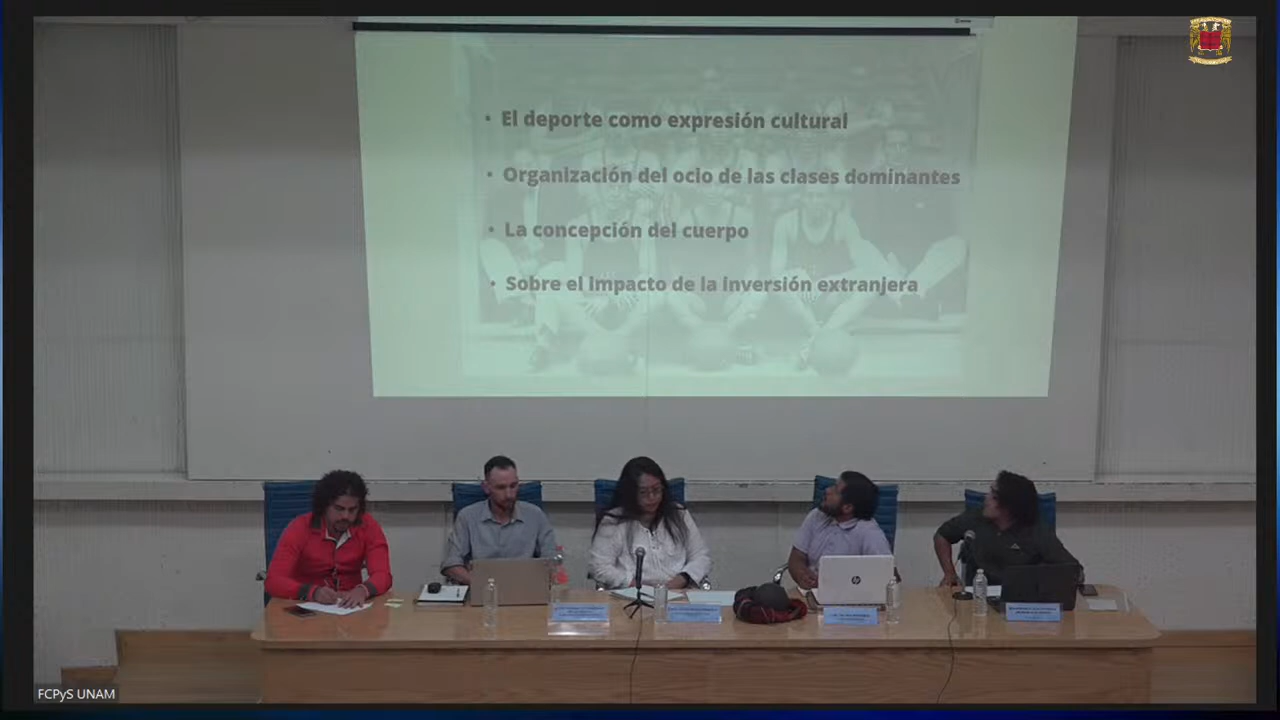 • El deporte como expresión cultural
• Organización del ocio de las clases dominantes
• La concepción del cuerpo
• Sobre el impacto de la inversión extranjera
hp
FCPyS UNAM